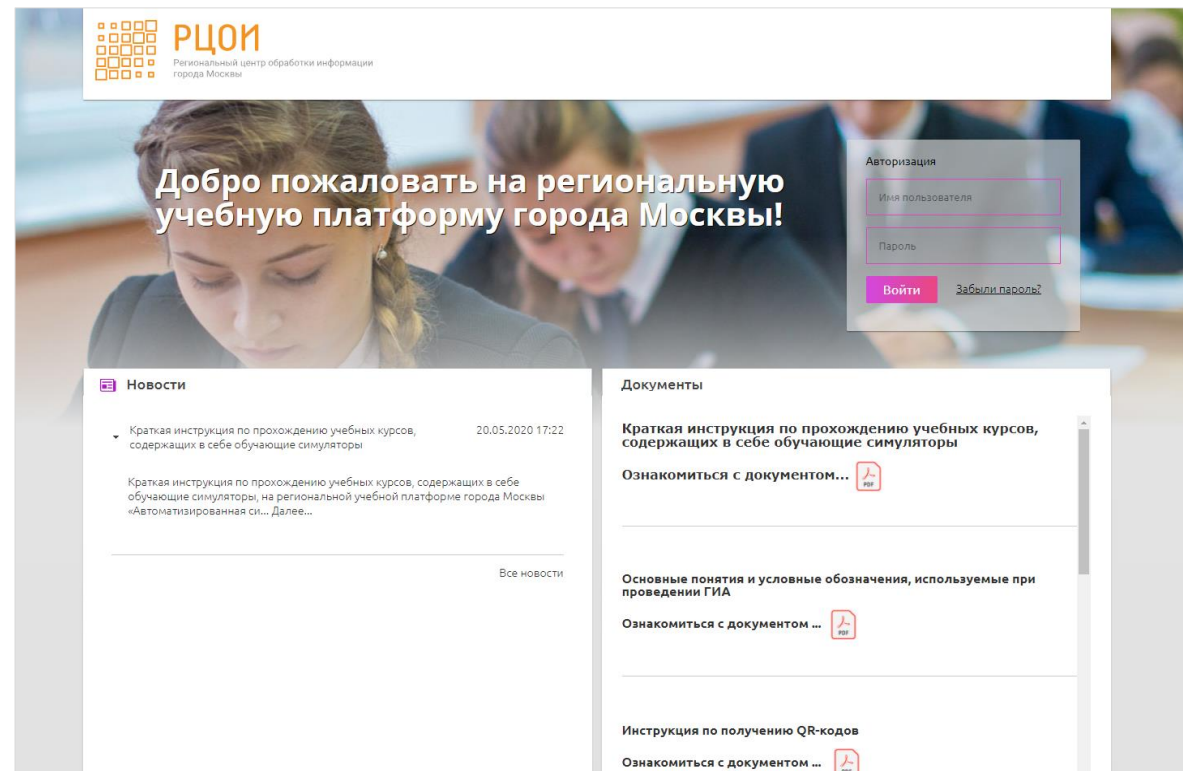 РЦОИ
Региональный центр обработки информации
города Москвы
Добро пожаловать на региональную
учебную платформу города Москвы!
Авторизация
Имя пользователя
Пароль
Войти
Забыли пароль?
Новости
Краткая инструкция по прохождению учебных курсов,
содержащих в себе обучающие симуляторы
20.05.2020 17:22
Краткая инструкция по прохождению учебных курсов, содержащих в себе
обучающие симуляторы, на региональной учебной платформе города Москвы
«Автоматизированная си... Далее...
Все новости
Документы
Краткая инструкция по прохождению учебных курсов,
содержащих в себе обучающие симуляторы
Ознакомиться с документом...
PDF
Основные понятия и условные обозначения, используемые при
проведении ГИА
Ознакомиться с документом ...
PDF
Инструкция по получению QR-кодов
Ознакомиться с документом ...
PDF